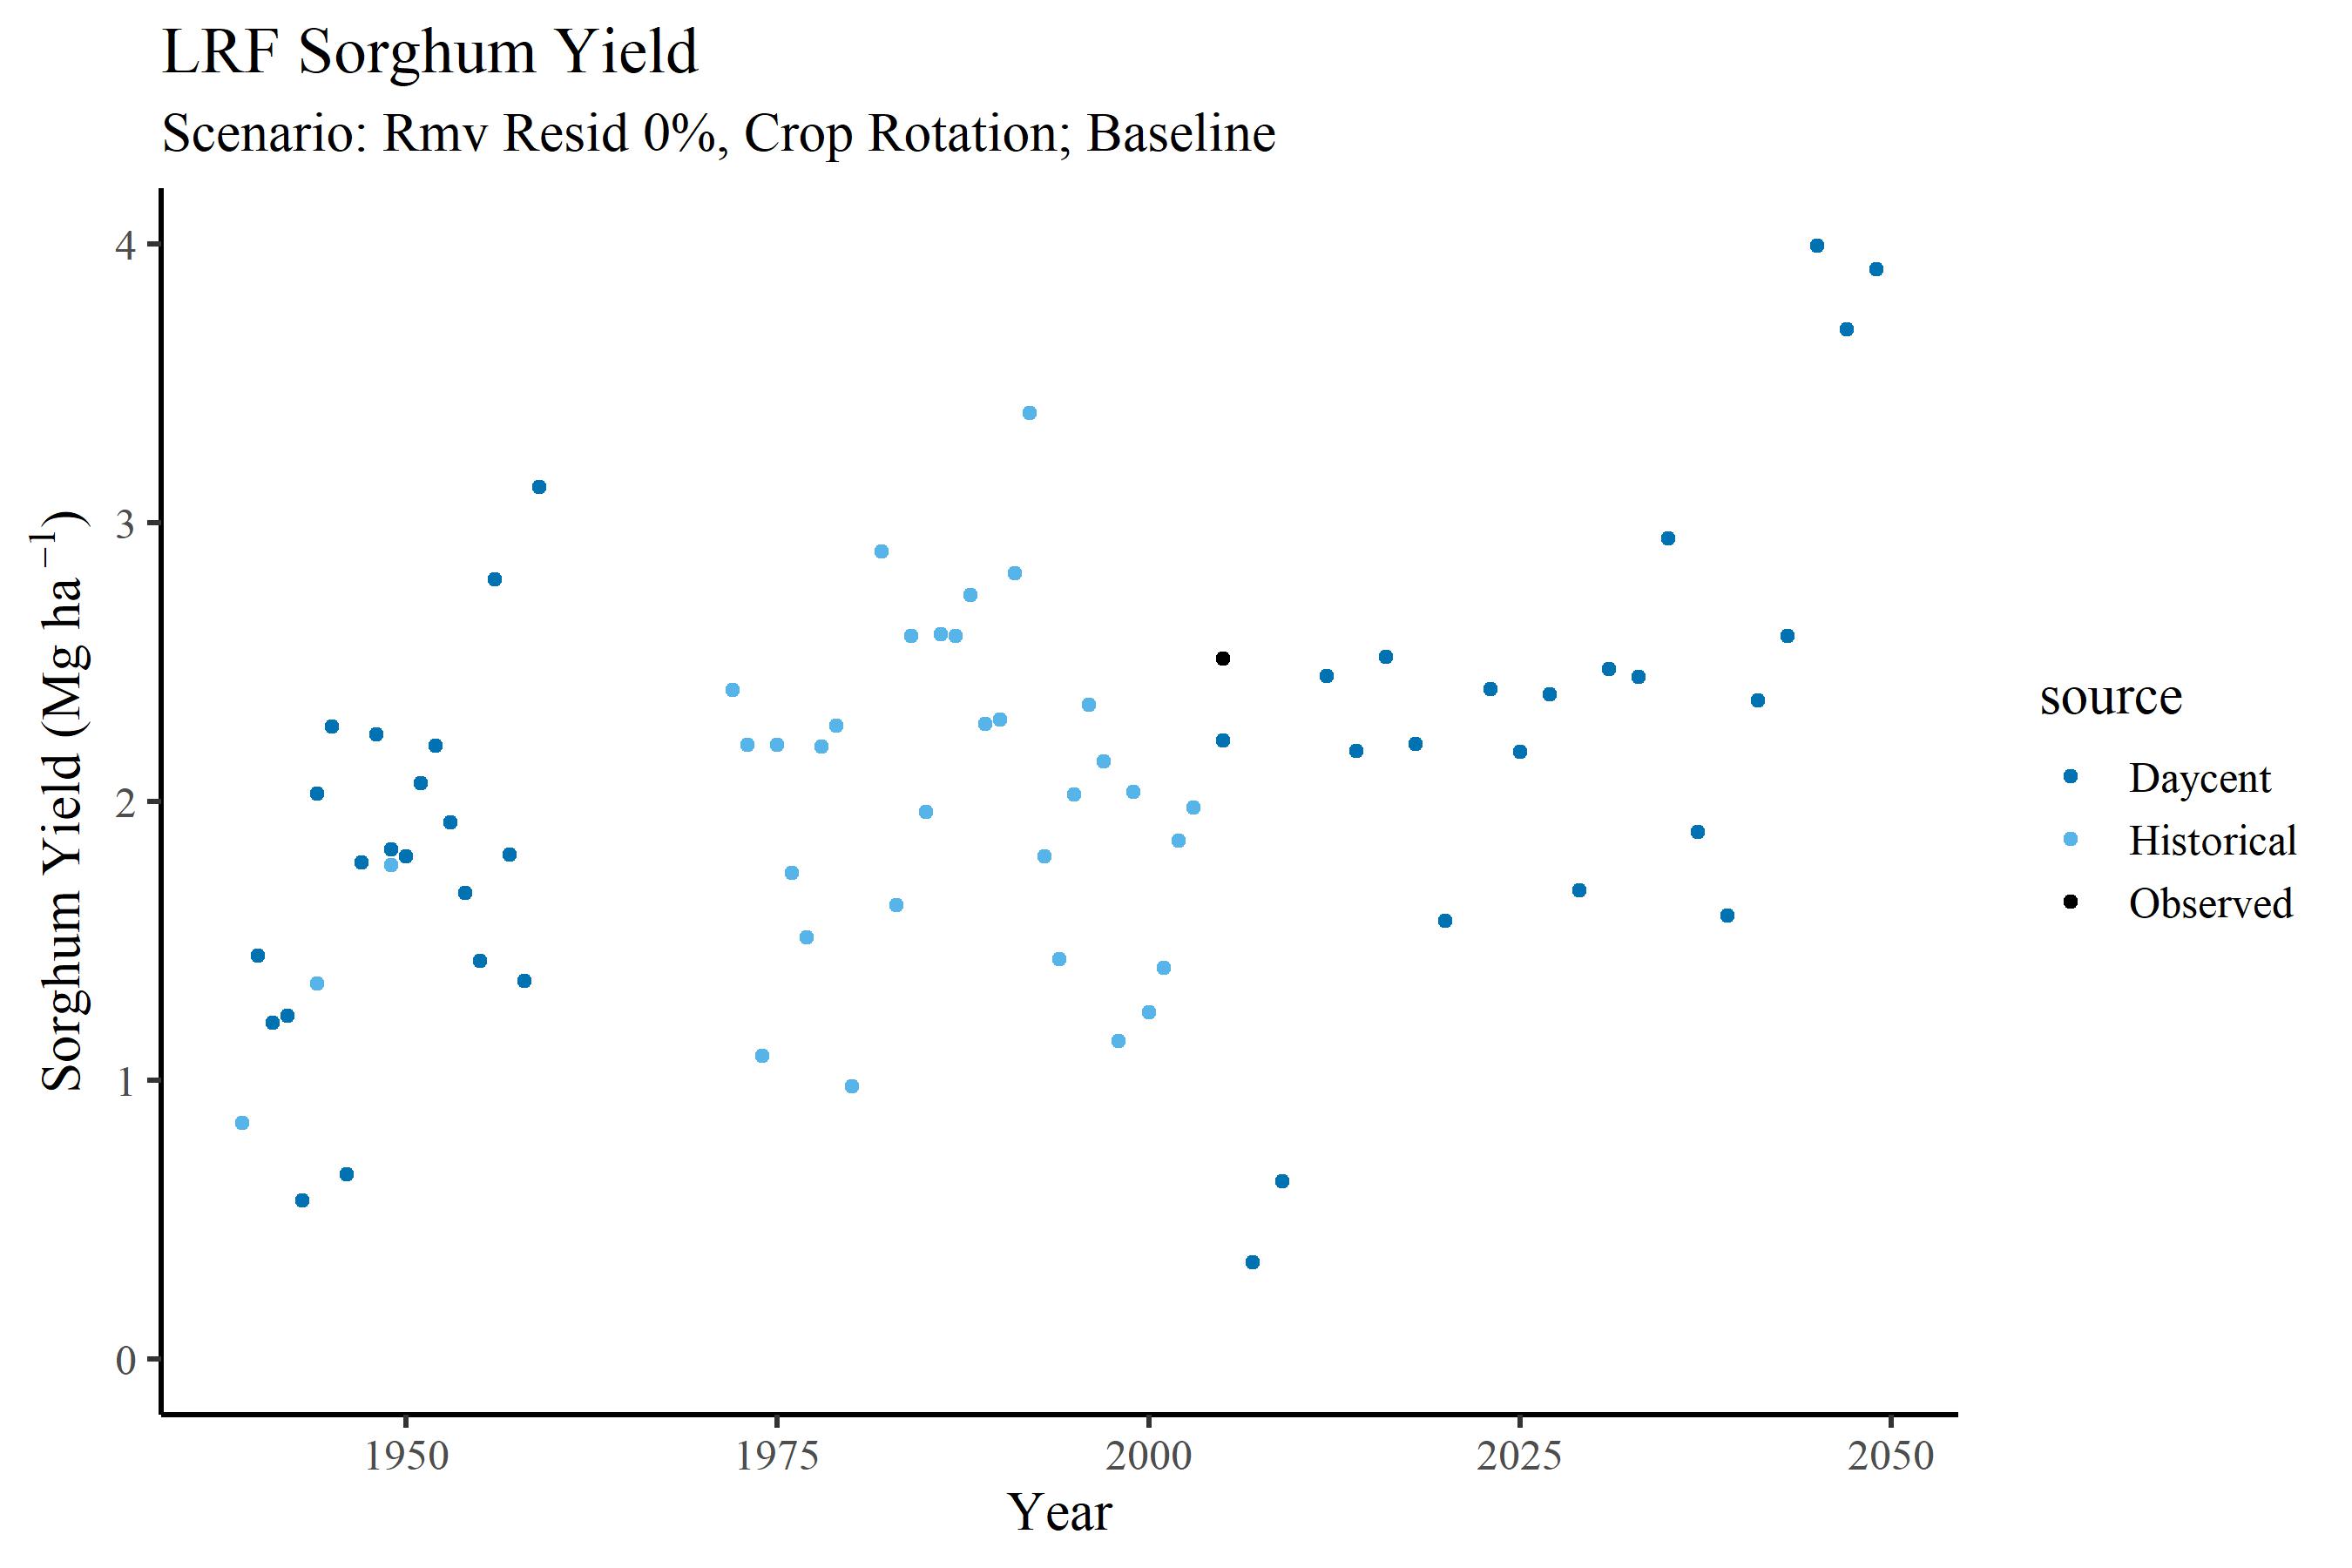 LRF Sorghum Yield
Scenario: Rmv Resid 0%, Crop Rotation; Baseline
Sorghum Yield (Mg ha⁻¹)
4
3
2
1
0
1950 1975 2000 2025 2050
Year
source
Daycent
Historical
Observed